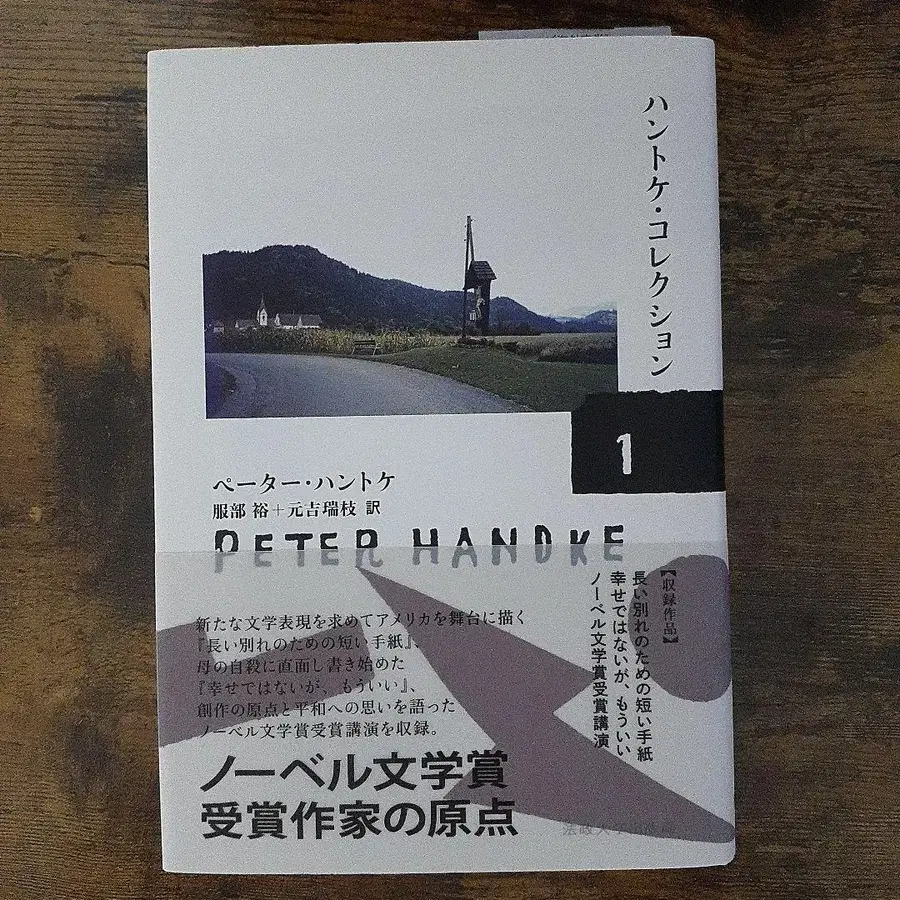 ハントケ・コレクション
1
ペーター・ハントケ
服部 裕+元吉瑞枝 訳
PETER HANDKE
【収録作品】
長い別れのための短い手紙
幸せではないが、もういい
ノーベル文学賞受賞講演
新たな文学表現を求めてアメリカを舞台に描く
『長い別れのための短い手紙』、
母の自殺に直面し書き始めた
『幸せではないが、もういい』、
創作の原点と平和への思いを語った
ノーベル文学賞受賞講演を収録。
ノーベル文学賞
受賞作家の原点
法政大学出版局